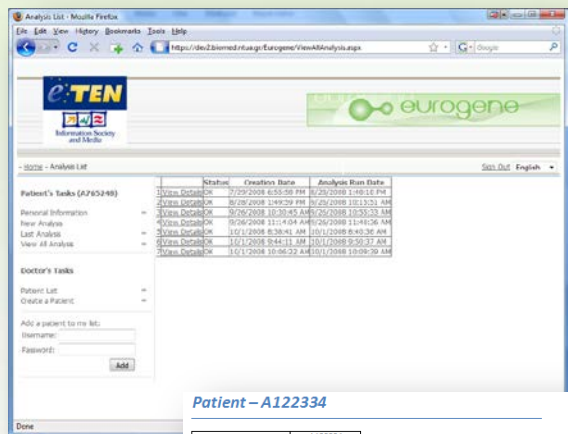 Analysis List - Mozilla Firefox
File Edit View History Bookmarks Tools Help
https://dev2.biomed.ntua.gr/Eurogene/ViewAllAnalysis.aspx
Google
e-TEN
Information Society
and Media
eurogene
- Home - Analysis List
Sign Out English
Patient's Tasks (A765248)
Personal Information
New Analysis
Last Analysis
View All Analysis
Status Creation Date Analysis Run Date
1 View Details OK 7/29/2008 6:55:58 PM 8/25/2008 1:40:10 PM
2 View Details OK 8/28/2008 1:49:59 PM 9/25/2008 10:13:51 AM
3 View Details OK 9/26/2008 10:30:45 AM 9/26/2008 10:55:33 AM
4 View Details OK 9/26/2008 11:14:04 AM 9/26/2008 11:48:56 AM
5 View Details OK 10/1/2008 8:38:41 AM 10/1/2008 8:40:36 AM
6 View Details OK 10/1/2008 9:44:11 AM 10/1/2008 9:50:37 AM
7 View Details OK 10/1/2008 10:06:22 AM 10/1/2008 10:09:39 AM
Doctor's Tasks
Patient List
Create a Patient
Add a patient to my list:
Username:
Password:
Add
Done
Patient – A122334